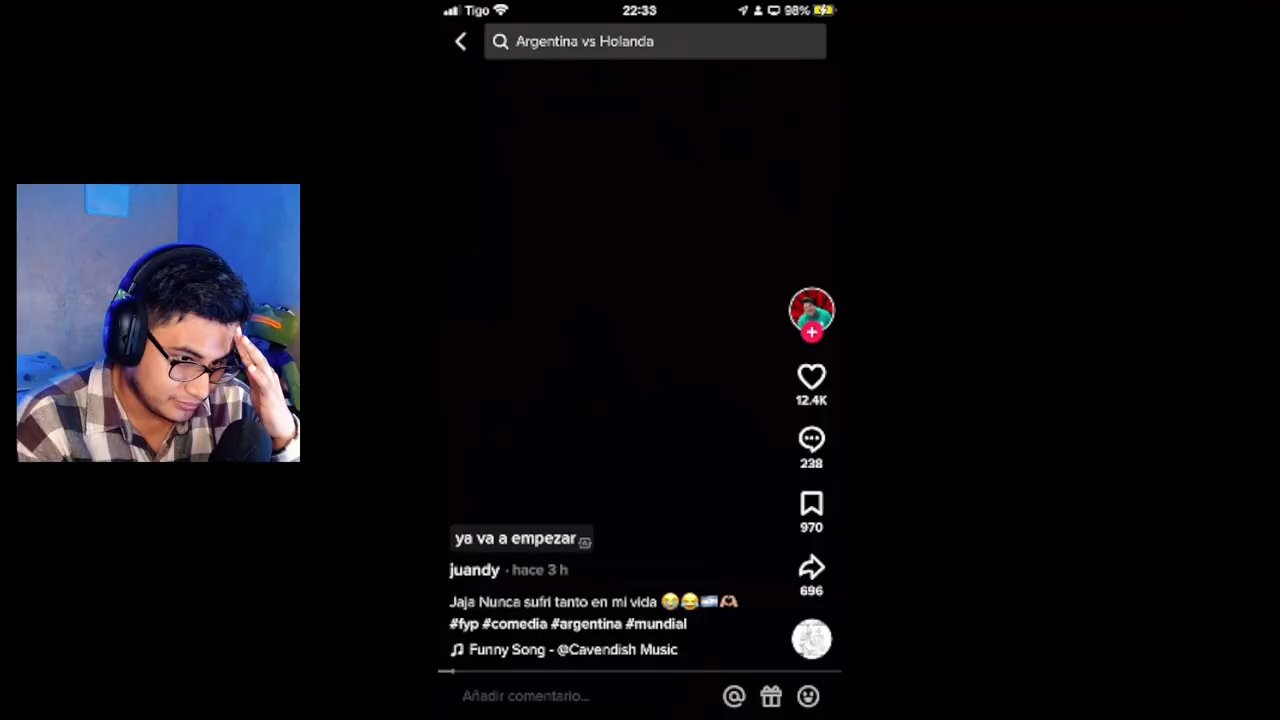 Tigo 22:33 98%
Argentina vs Holanda
12.4K
238
970
696
ya va a empezar
juandy · hace 3 h
Jaja Nunca sufri tanto en mi vida 😭😂🇦🇷🫶🏽
#fyp #comedia #argentina #mundial
Funny Song - @Cavendish Music
Añadir comentario...